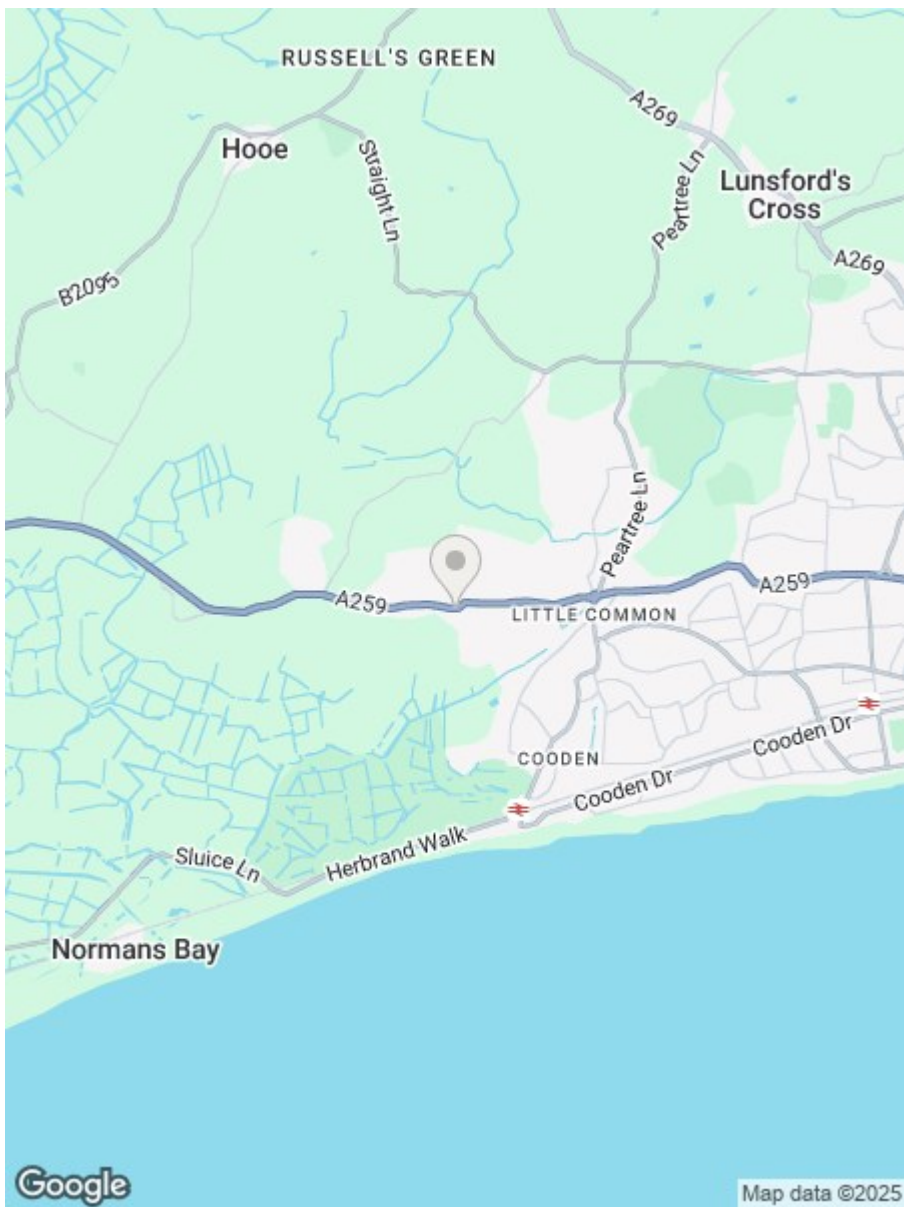 RUSSELL'S GREEN
A269
Hooe
Straight Ln
Peartree Ln
Lunsford's
Cross
A269
B2095
Peartree Ln
A259
A259
LITTLE COMMON
COODEN
Cooden Dr
Cooden Dr
Herbrand Walk
Sluice Ln
Normans Bay
Google
Map data ©2025